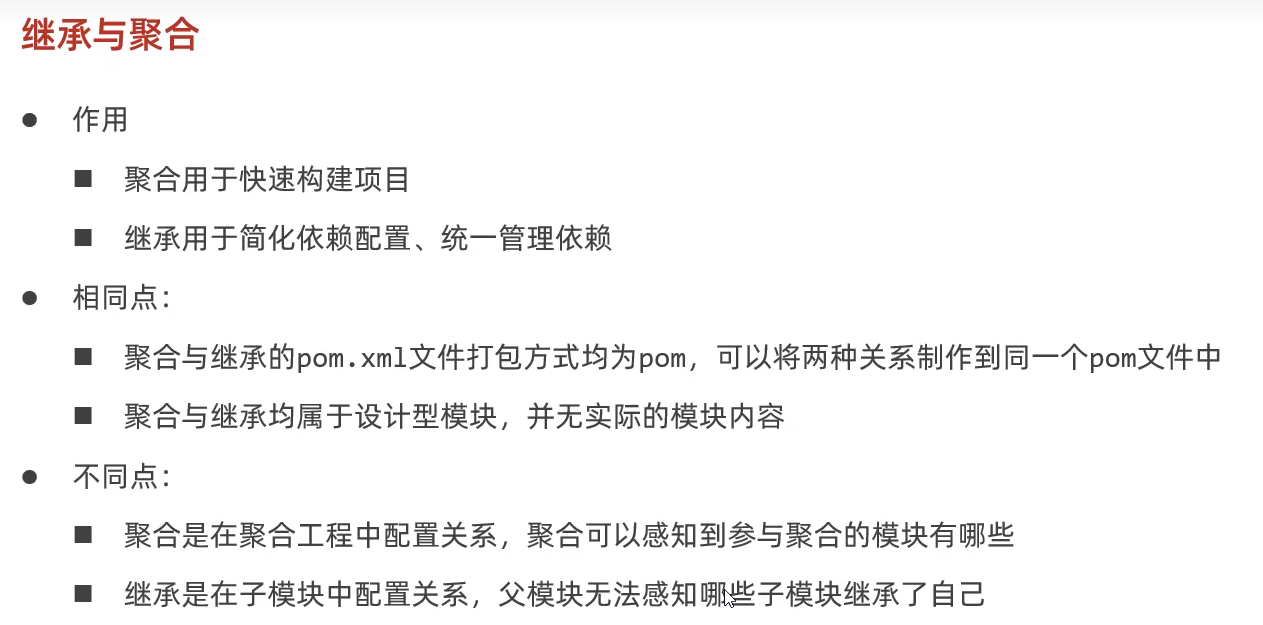 继承与聚合
● 作用
■ 聚合用于快速构建项目
■ 继承用于简化依赖配置、统一管理依赖
● 相同点：
■ 聚合与继承的pom.xml文件打包方式均为pom，可以将两种关系制作到同一个pom文件中
■ 聚合与继承均属于设计型模块，并无实际的模块内容
● 不同点：
■ 聚合是在聚合工程中配置关系，聚合可以感知到参与聚合的模块有哪些
■ 继承是在子模块中配置关系，父模块无法感知哪些子模块继承了自己